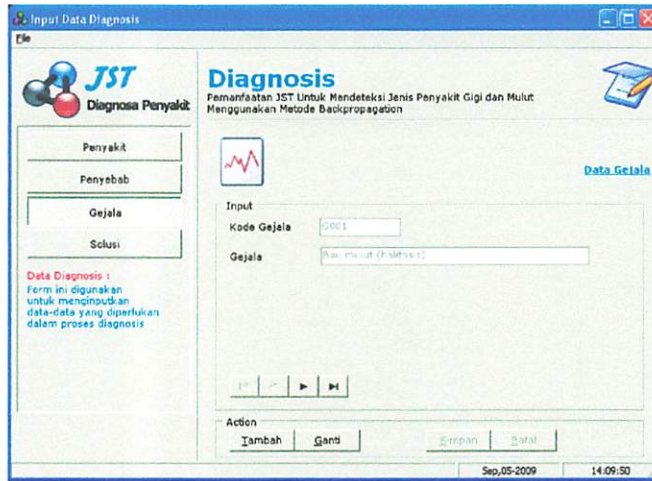 Input Data Diagnosis
File
JST
Diagnosa Penyakit
Diagnosis
Pemanfaatan JST Untuk Mendeteksi Jenis Penyakit Gigi dan Mulut
Menggunakan Metode Backpropagation
Penyakit
Penyebab
Gejala
Solusi
Data Diagnosis :
Form ini digunakan
untuk menginputkan
data-data yang diperlukan
dalam proses diagnosis
Data Gejala
Input
Kode Gejala G001
Gejala Bau mulut (halitosis)
Action
Tambah Ganti Simpan Batal
Sep,05-2009 14:09:50